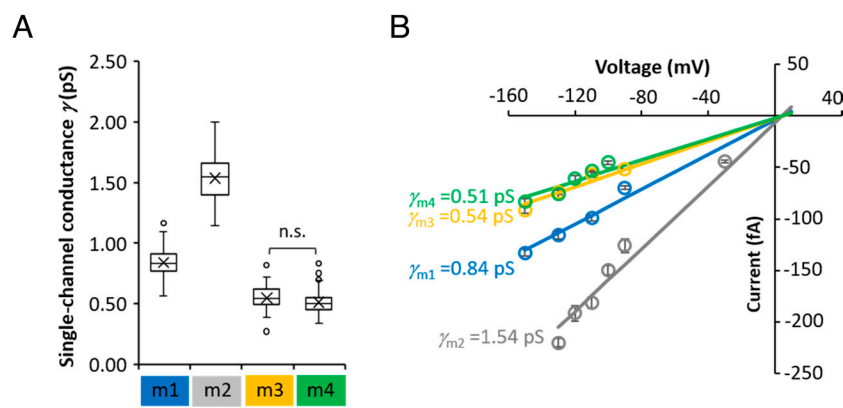 A
Single-channel conductance γ (pS)
2.50
2.00
1.50
1.00
0.50
0.00
n.s.
m1 m2 m3 m4
B
Voltage (mV)
-160 -120 -80 -40 0 40
50
-50
-100
-150
-200
-250
Current (fA)
γm4 =0.51 pS
γm3 =0.54 pS
γm1 =0.84 pS
γm2 =1.54 pS